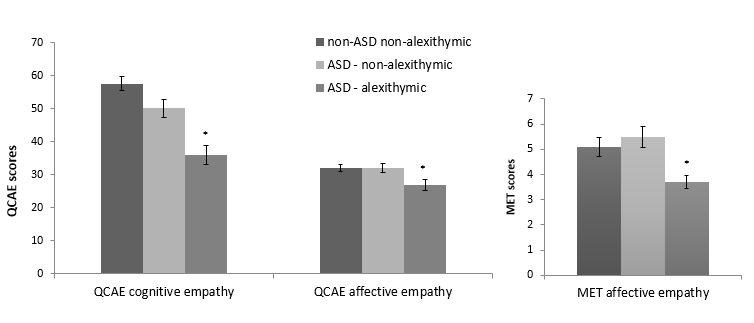 70
60
50
40
30
20
10
0
QCAE scores
non-ASD non-alexithymic
ASD - non-alexithymic
ASD - alexithymic
*
*
QCAE cognitive empathy
QCAE affective empathy
7
6
5
4
3
2
1
0
MET scores
*
MET affective empathy